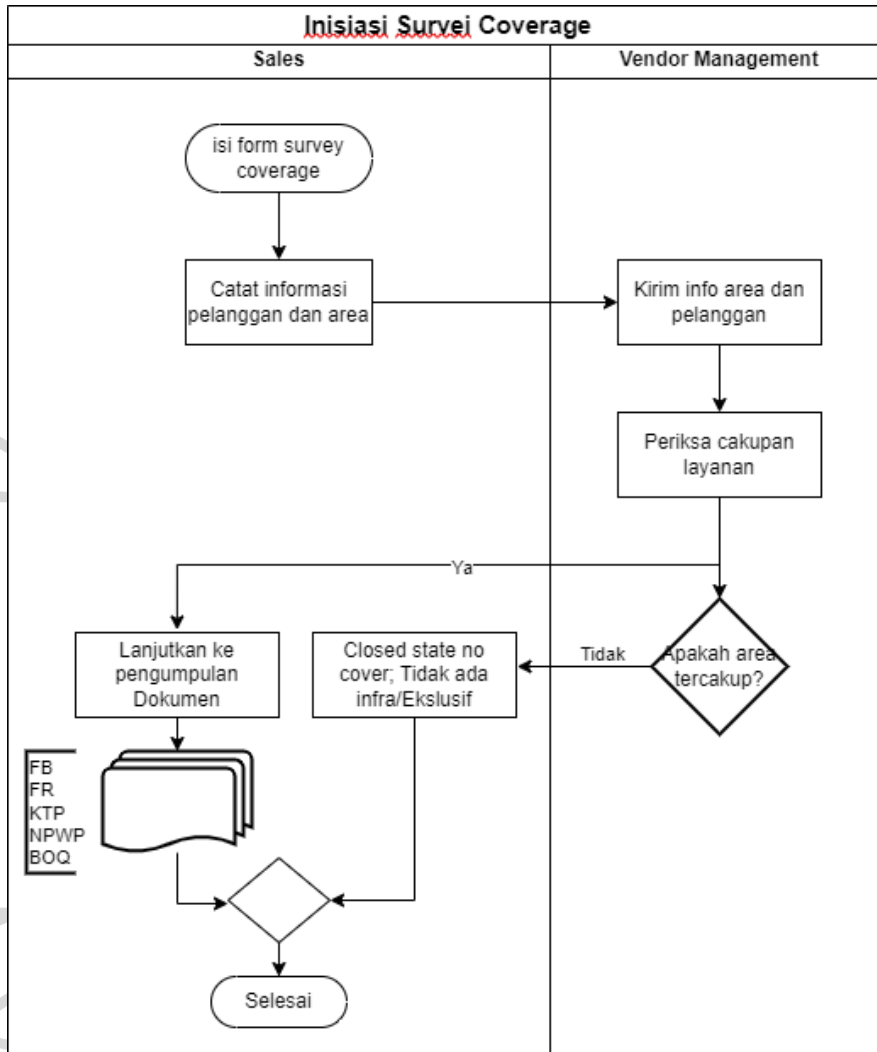 Inisiasi Survei Coverage
Sales
Vendor Management
isi form survey
coverage
Catat informasi
pelanggan dan area
Kirim info area dan
pelanggan
Periksa cakupan
layanan
Ya
Apakah area
tercakup?
Tidak
Lanjutkan ke
pengumpulan
Dokumen
Closed state no
cover; Tidak ada
infra/Ekslusif
FB
FR
KTP
NPWP
BOQ
Selesai